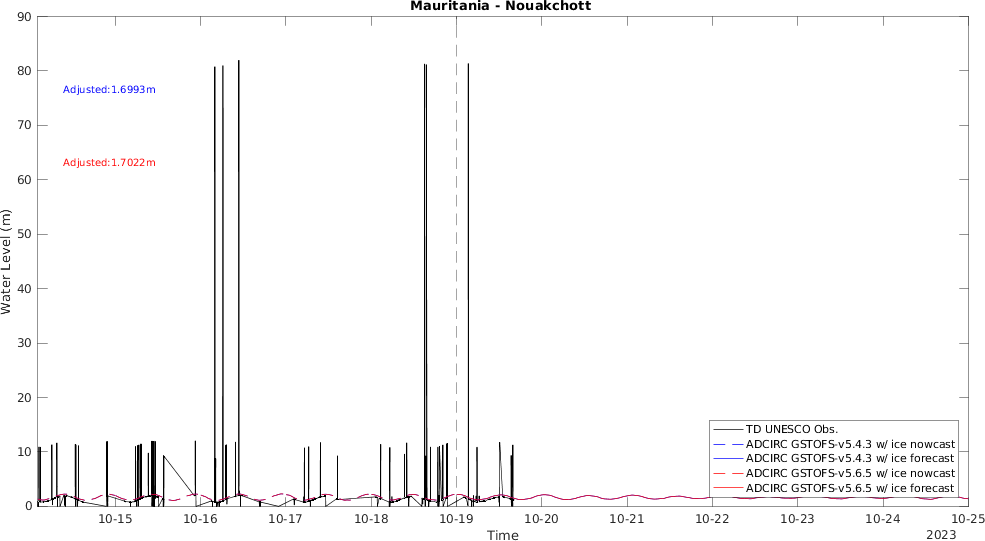 Mauritania - Nouakchott
90
80
70
60
50
40
30
20
10
0
Water Level (m)
Adjusted:1.6993m
Adjusted:1.7022m
TD UNESCO Obs.
ADCIRC GSTOFS-v5.4.3 w/ ice nowcast
ADCIRC GSTOFS-v5.4.3 w/ ice forecast
ADCIRC GSTOFS-v5.6.5 w/ ice nowcast
ADCIRC GSTOFS-v5.6.5 w/ ice forecast
10-15 10-16 10-17 10-18 10-19 10-20 10-21 10-22 10-23 10-24 10-25
Time
2023